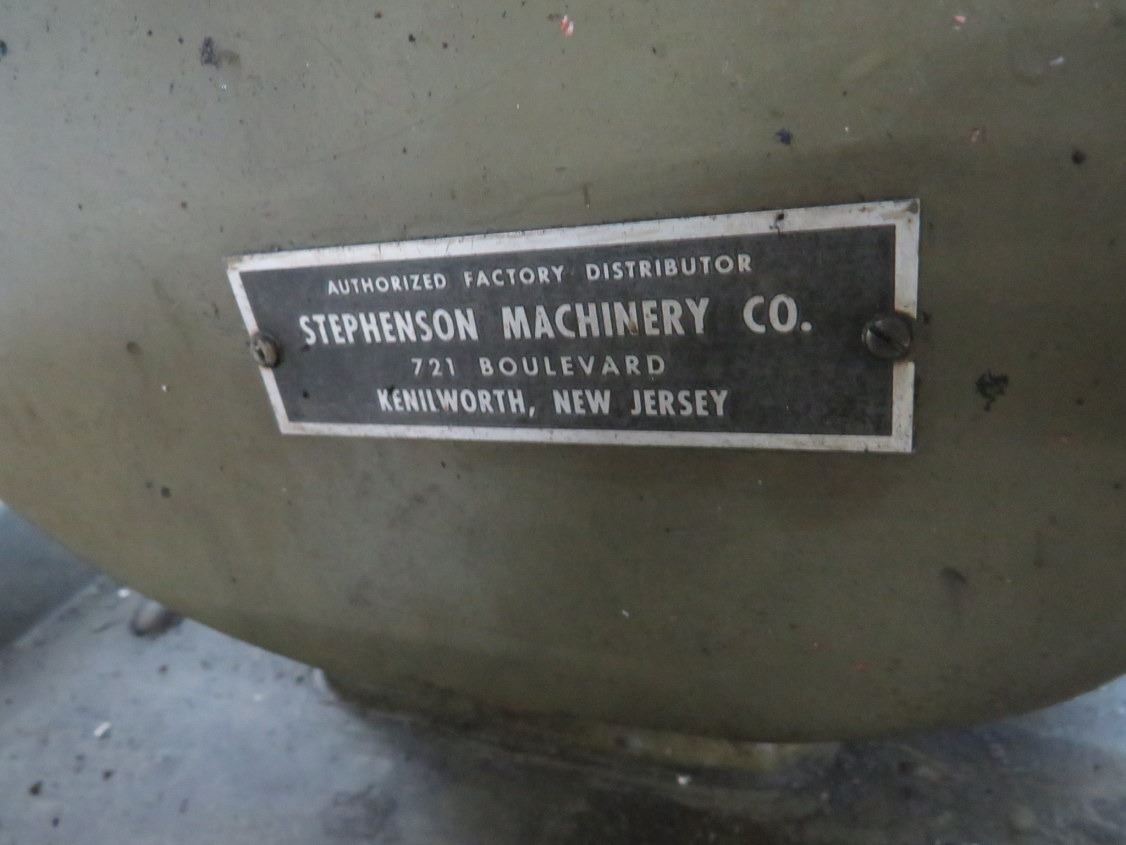 AUTHORIZED FACTORY DISTRIBUTOR
STEPHENSON MACHINERY CO.
721 BOULEVARD
KENILWORTH, NEW JERSEY